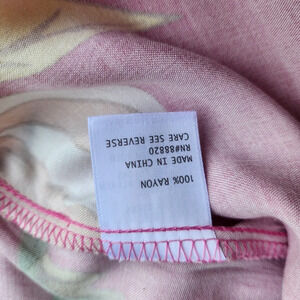 100% RAYON
MADE IN CHINA
RN#88820
CARE SEE REVERSE